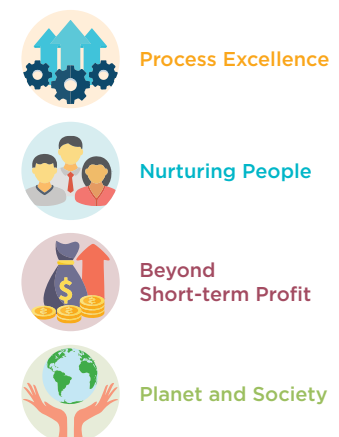 Process Excellence
Nurturing People
Beyond
Short-term Profit
Planet and Society